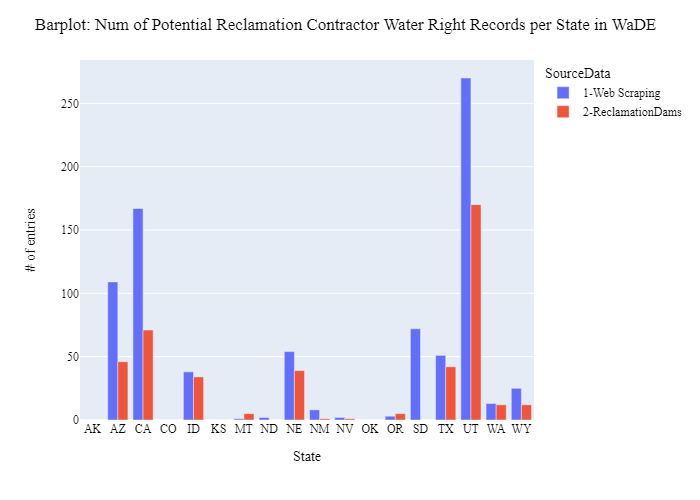 Barplot: Num of Potential Reclamation Contractor Water Right Records per State in WaDE
SourceData
1-Web Scraping
2-ReclamationDams
# of entries
250
200
150
100
50
0
AK AZ CA CO ID KS MT ND NE NM NV OK OR SD TX UT WA WY
State